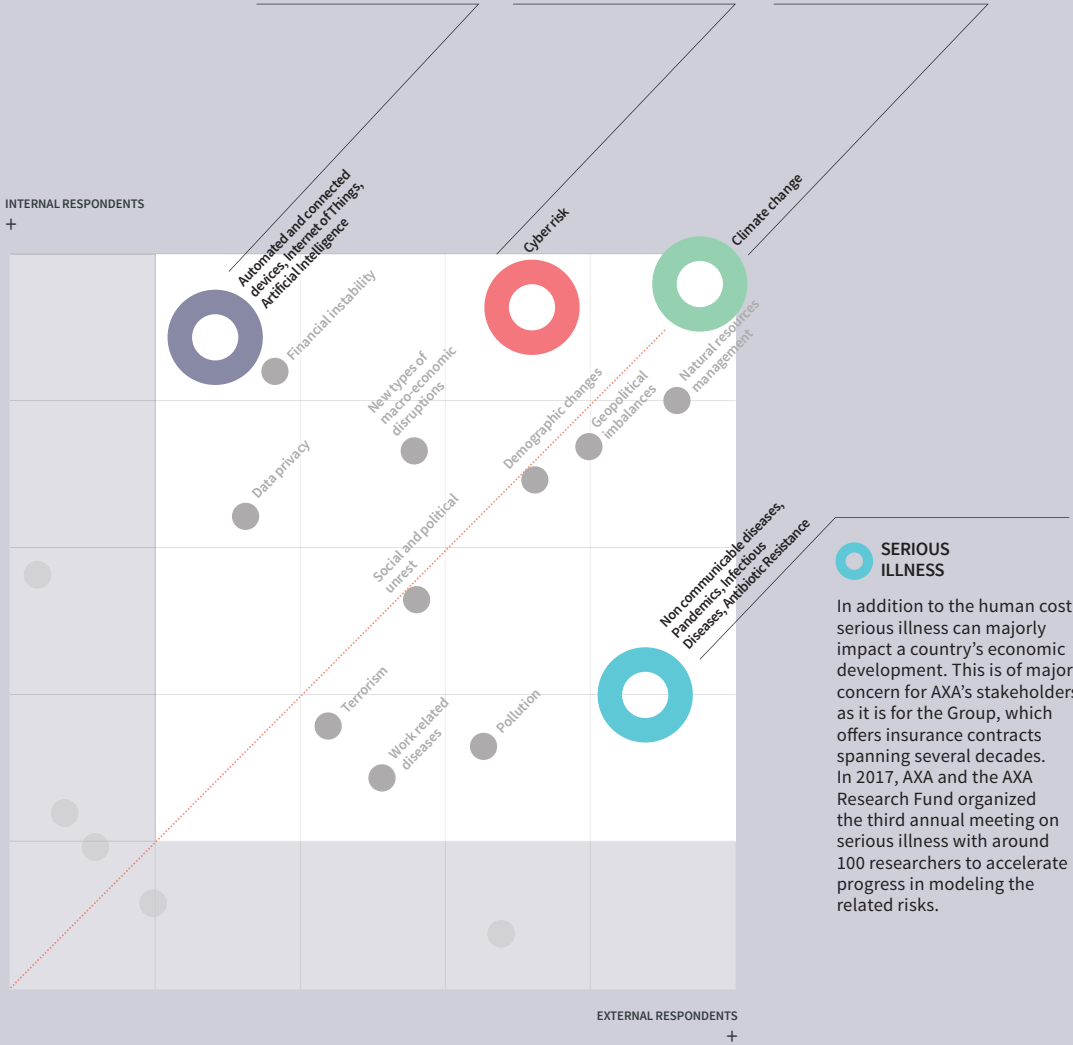 INTERNAL RESPONDENTS
+
Automated and connected
devices, Internet of Things,
Artificial Intelligence
Cyber risk
Climate change
Financial instability
New types of
macro-economic
disruptions
Natural resources
management
Demographic changes
Geopolitical
imbalances
Data privacy
Social and political
unrest
Non communicable diseases,
Pandemics, Infectious
Diseases, Antibiotic Resistance
Terrorism
Work related
diseases
Pollution
SERIOUS
ILLNESS
In addition to the human cost
serious illness can majorly
impact a country’s economic
development. This is of major
concern for AXA’s stakeholders
as it is for the Group, which
offers insurance contracts
spanning several decades.
In 2017, AXA and the AXA
Research Fund organized
the third annual meeting on
serious illness with around
100 researchers to accelerate
progress in modeling the
related risks.
EXTERNAL RESPONDENTS
+